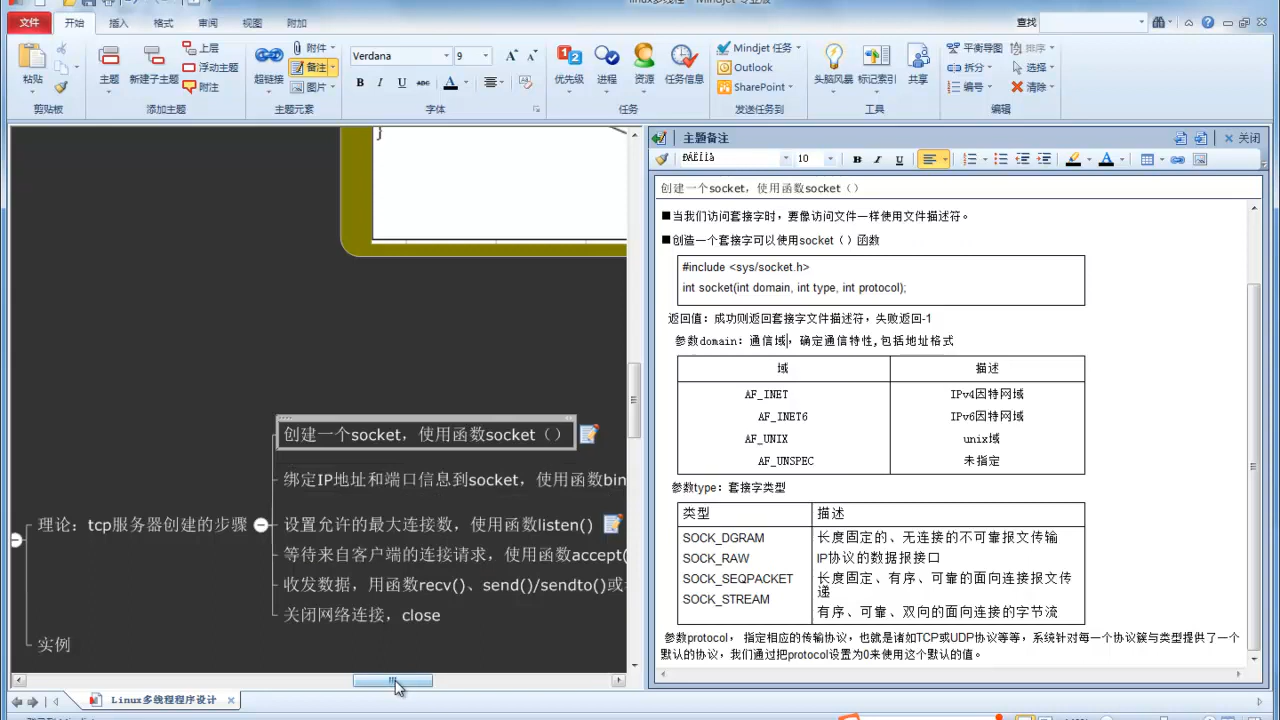 文件
开始
插入
格式
审阅
视图
附加
查找
粘贴
剪贴板
主题
新建子主题
上层
浮动主题
附注
添加主题
超链接
附件
备注
图片
主题元素
Verdana
9
B I U abc A
字体
优先级
进程
资源
任务信息
任务
Mindjet 任务
Outlook
SharePoint
发送任务到
头脑风暴
标记索引
共享
工具
平衡导图
拆分
编号
排序
选择
清除
编辑
}
创建一个socket，使用函数socket（）
绑定IP地址和端口信息到socket，使用函数bin
理论：tcp服务器创建的步骤
设置允许的最大连接数，使用函数listen()
等待来自客户端的连接请求，使用函数accept(
收发数据，用函数recv()、send()/sendto()或
关闭网络连接，close
实例
Linux多线程程序设计
主题备注
关闭
ÐÂËÎÌå
10
B I U A
创建一个socket，使用函数socket（）
■当我们访问套接字时，要像访问文件一样使用文件描述符。
■创造一个套接字可以使用socket（）函数
#include <sys/socket.h>
int socket(int domain, int type, int protocol);
返回值：成功则返回套接字文件描述符，失败返回-1
参数domain：通信域，确定通信特性,包括地址格式
域 描述
AF_INET IPv4因特网域
AF_INET6 IPv6因特网域
AF_UNIX unix域
AF_UNSPEC 未指定
参数type：套接字类型
类型 描述
SOCK_DGRAM 长度固定的、无连接的不可靠报文传输
SOCK_RAW IP协议的数据报接口
SOCK_SEQPACKET 长度固定、有序、可靠的面向连接报文传
递
SOCK_STREAM 有序、可靠、双向的面向连接的字节流
参数protocol， 指定相应的传输协议，也就是诸如TCP或UDP协议等等，系统针对每一个协议簇与类型提供了一个
默认的协议，我们通过把protocol设置为0来使用这个默认的值。